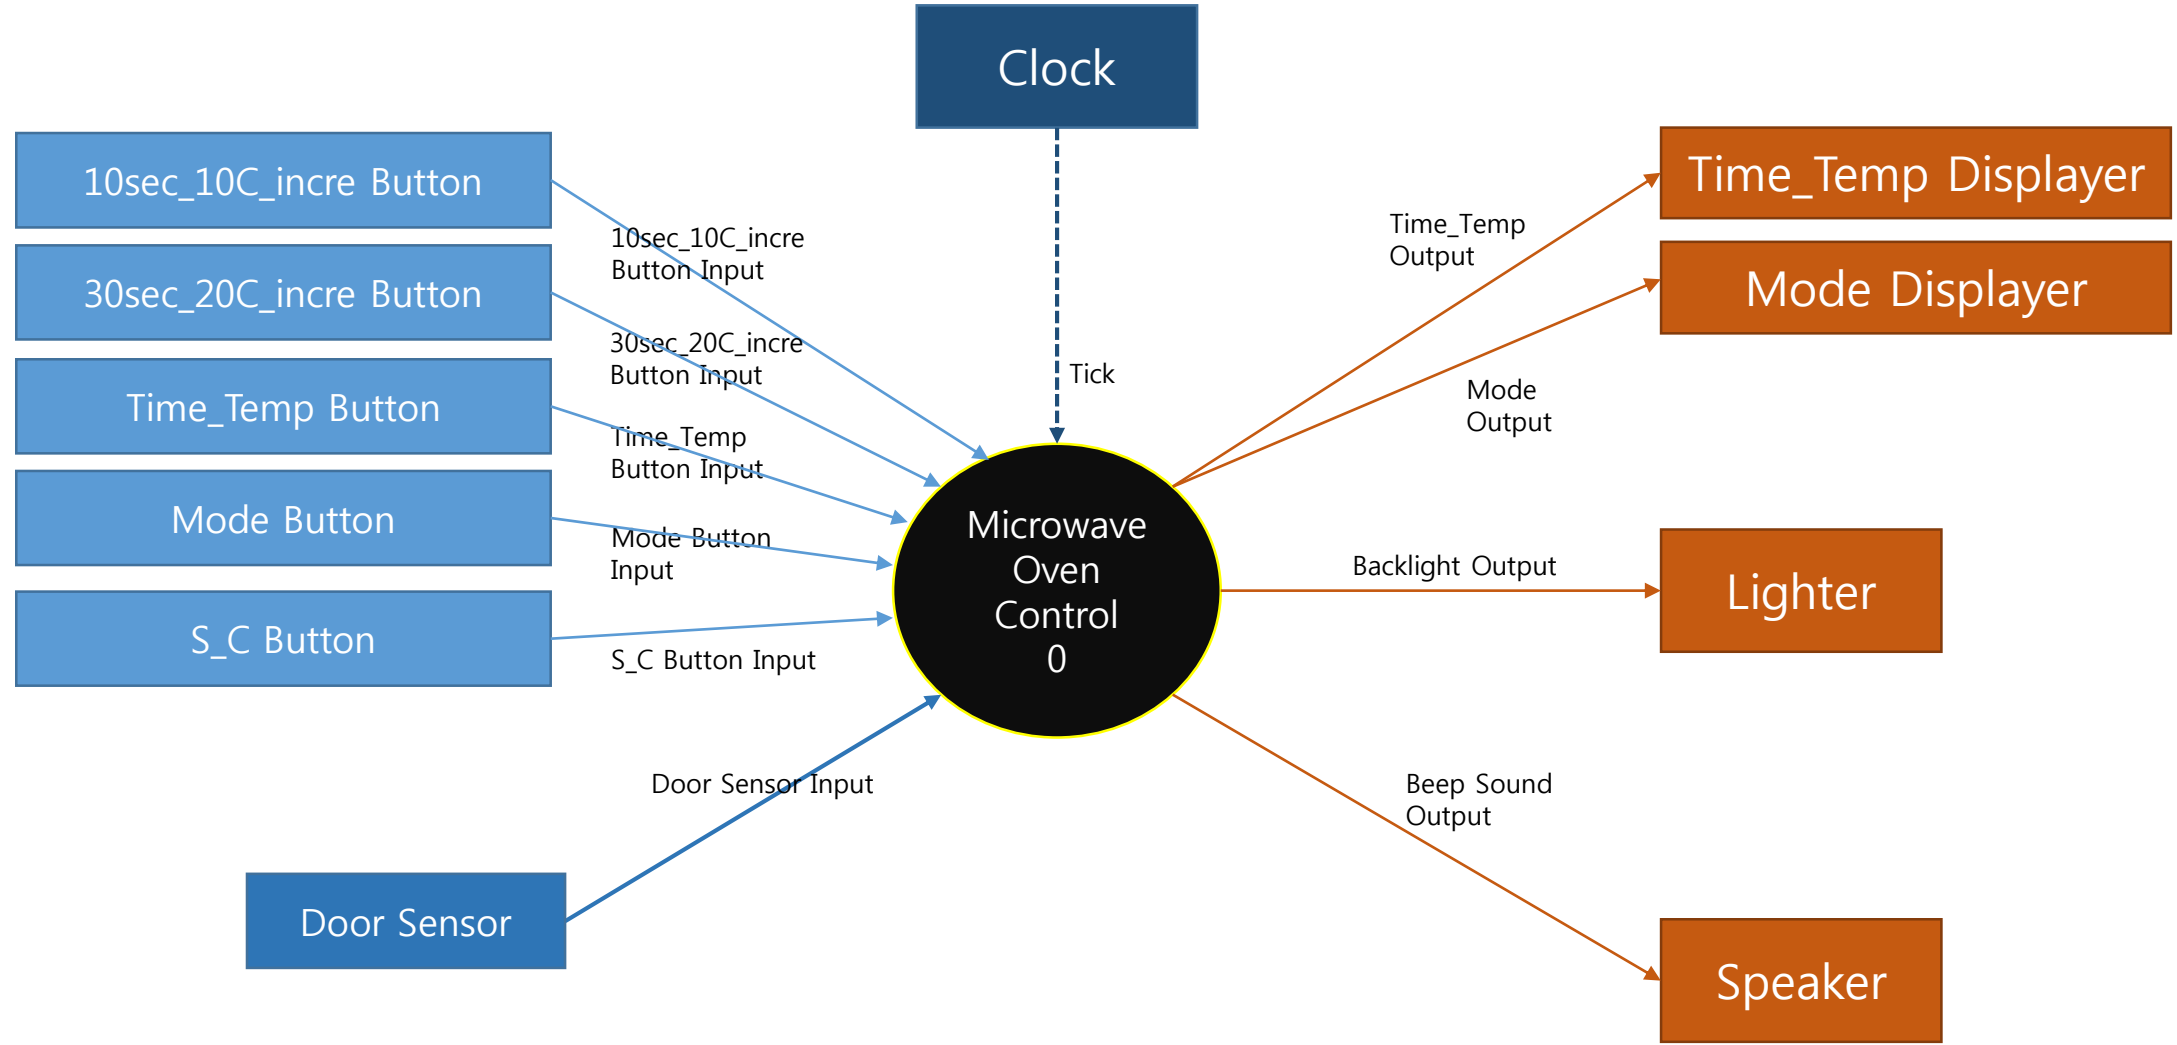 Clock
10sec_10C_incre Button
30sec_20C_incre Button
Time_Temp Button
Mode Button
S_C Button
Door Sensor
10sec_10C_incre
Button Input
30sec_20C_incre
Button Input
Time_Temp
Button Input
Mode Button
Input
S_C Button Input
Door Sensor Input
Tick
Microwave
Oven
Control
0
Time_Temp
Output
Mode
Output
Backlight Output
Beep Sound
Output
Time_Temp Displayer
Mode Displayer
Lighter
Speaker